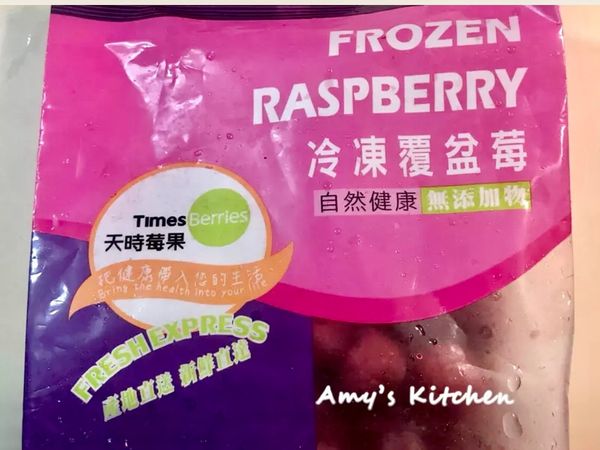 FROZEN
RASPBERRY
冷凍覆盆莓
自然健康 無添加物
Times Berries
天時莓果
把健康帶入您的生活
Bring the health into your life
FRESH EXPRESS
產地直送 新鮮直達
Amy's Kitchen